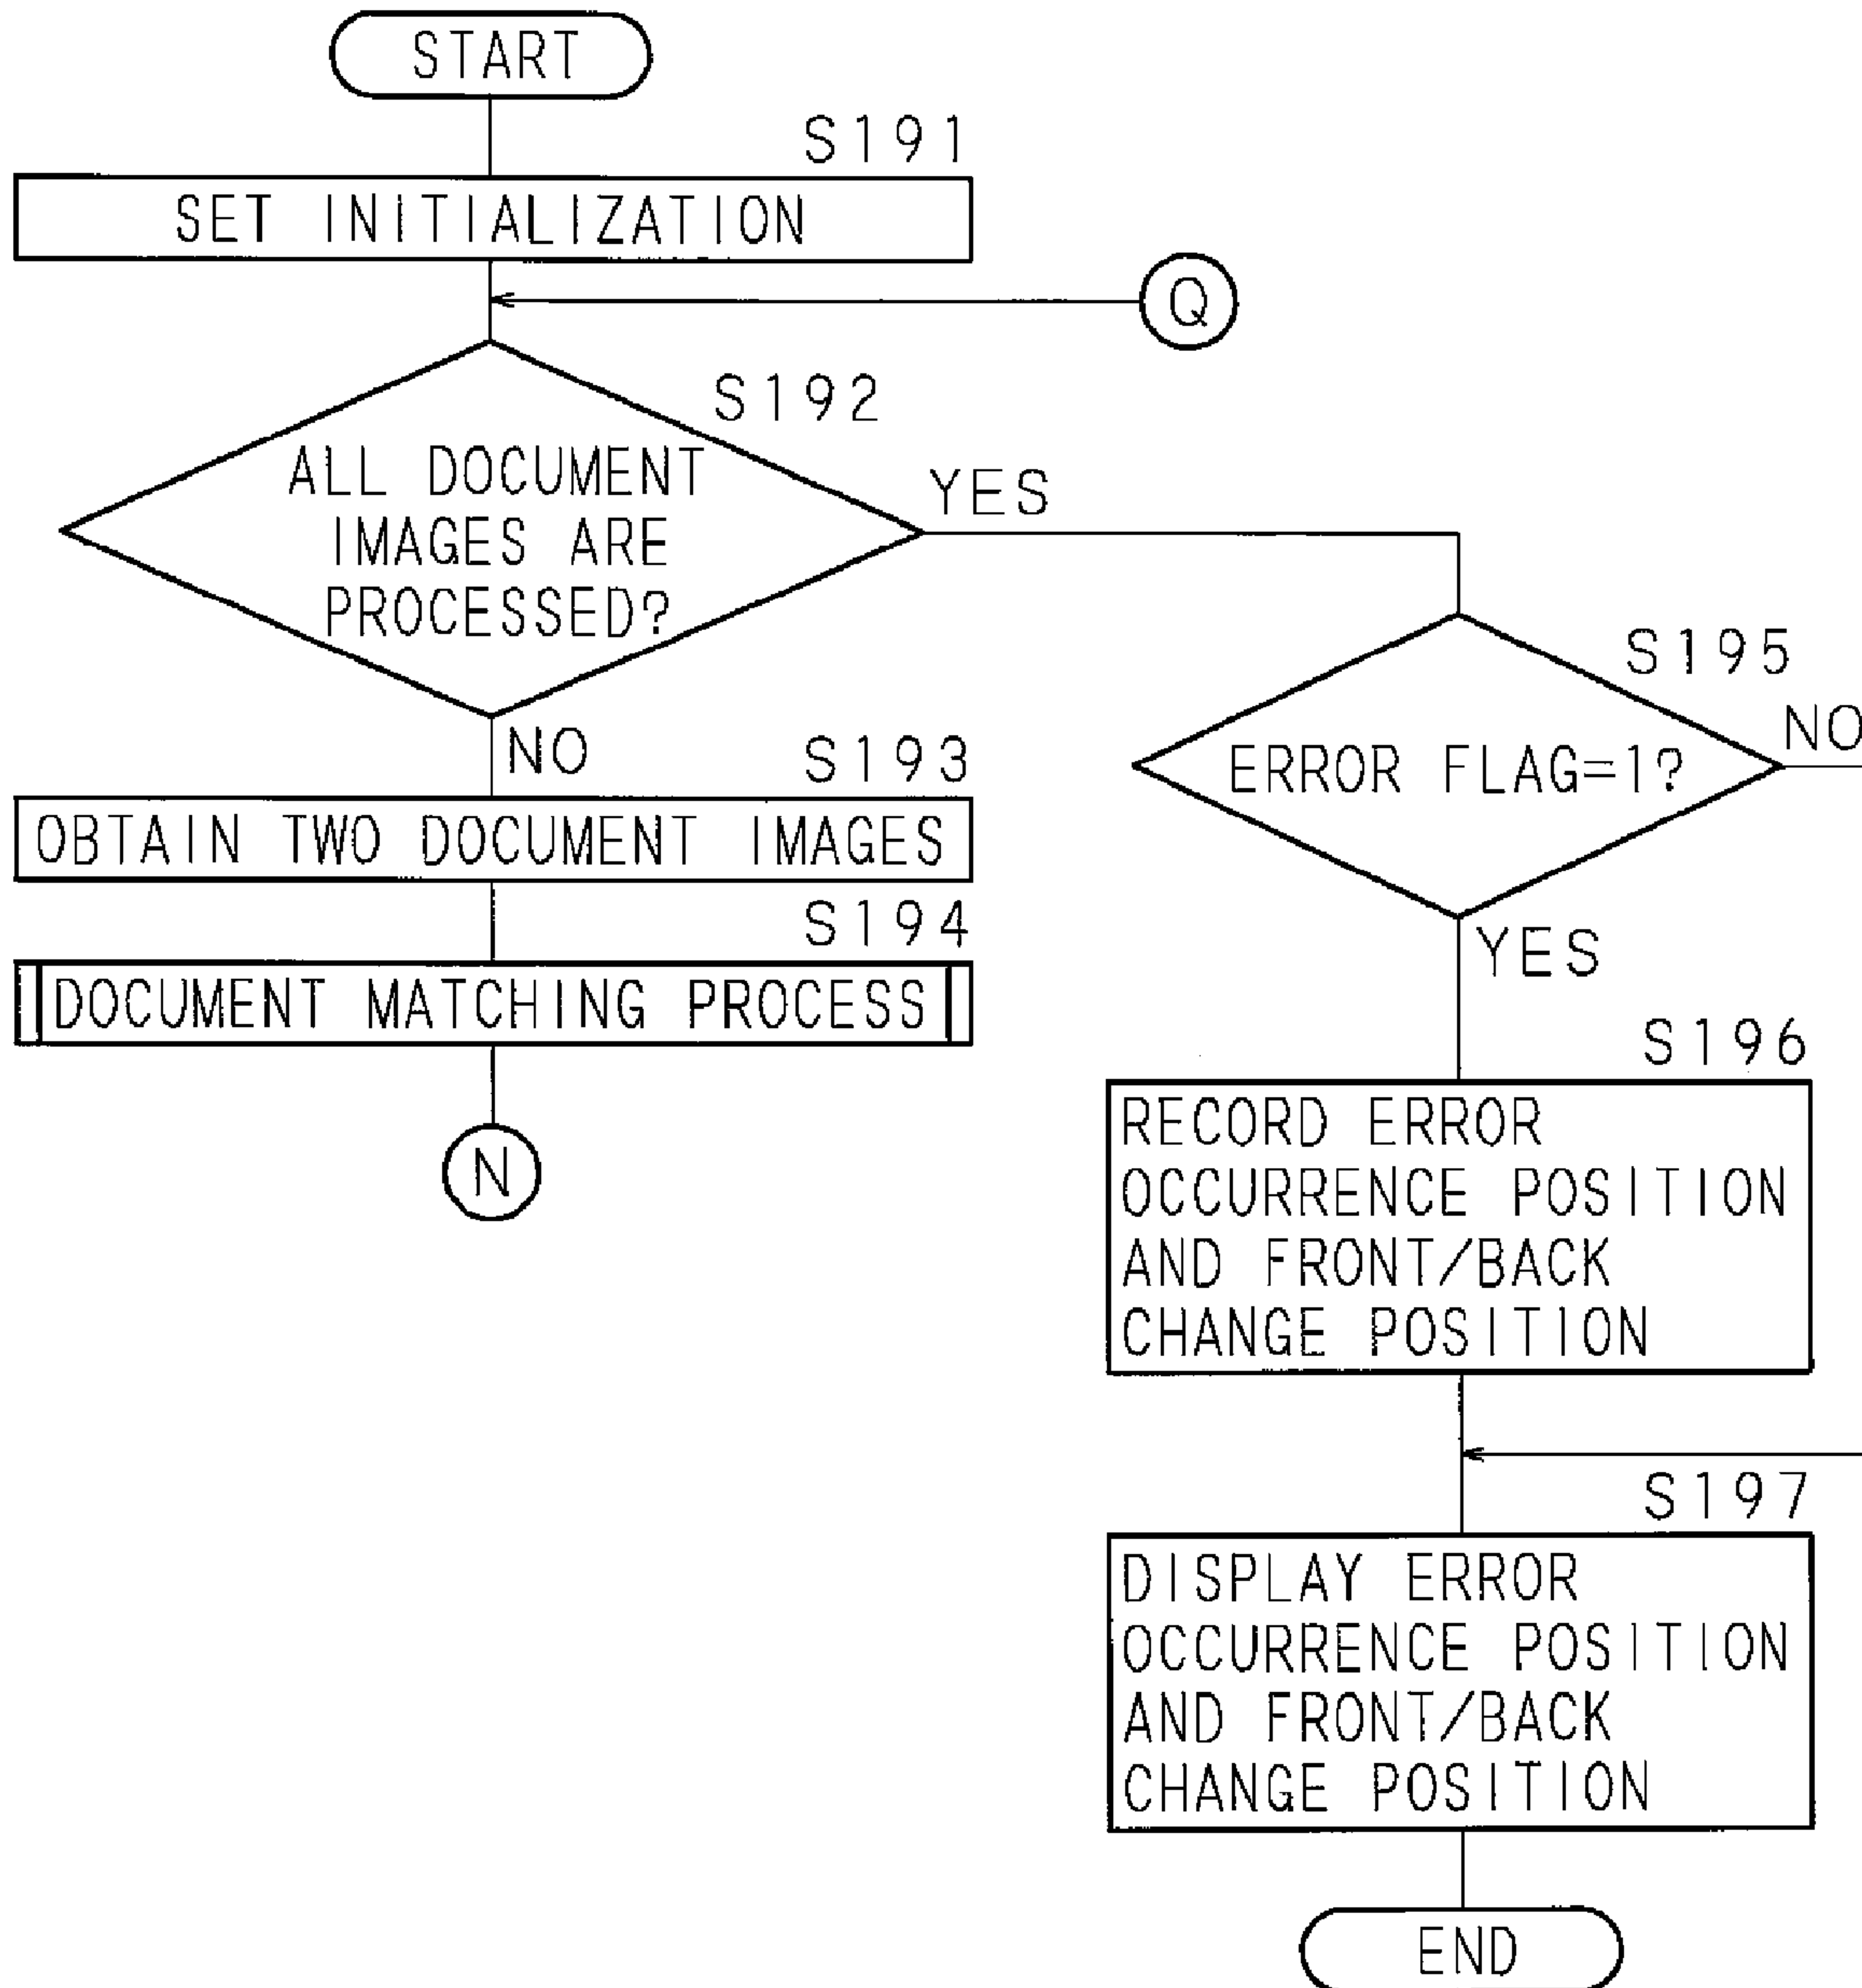 START
S191
SET INITIALIZATION
Q
S192
ALL DOCUMENT
IMAGES ARE
PROCESSED?
YES
NO
S193
OBTAIN TWO DOCUMENT IMAGES
S194
DOCUMENT MATCHING PROCESS
N
S195
ERROR FLAG=1?
NO
YES
S196
RECORD ERROR
OCCURRENCE POSITION
AND FRONT/BACK
CHANGE POSITION
S197
DISPLAY ERROR
OCCURRENCE POSITION
AND FRONT/BACK
CHANGE POSITION
END